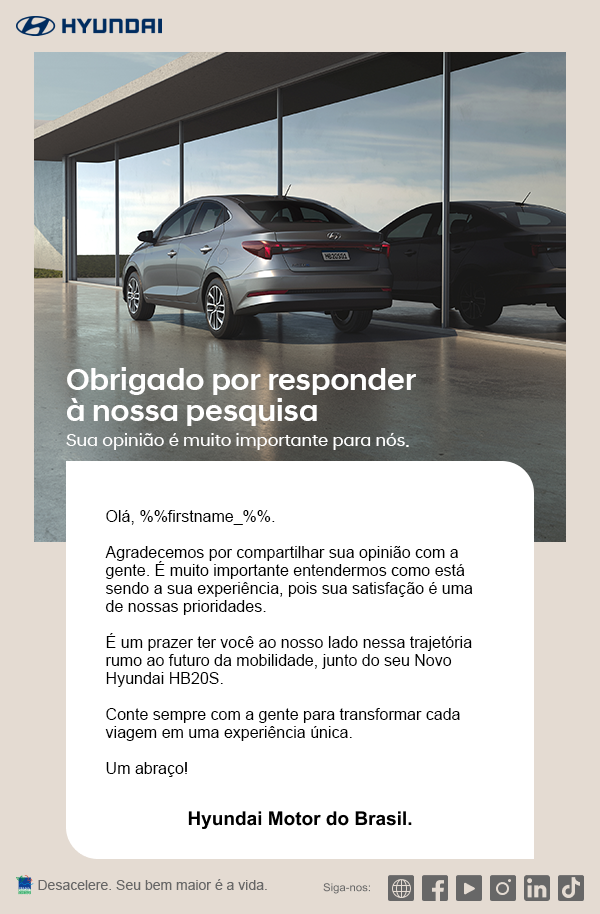 HYUNDAI
HB20S02
Obrigado por responder
à nossa pesquisa
Sua opinião é muito importante para nós.
Olá, %%firstname_%%.
Agradecemos por compartilhar sua opinião com a
gente. É muito importante entendermos como está
sendo a sua experiência, pois sua satisfação é uma
de nossas prioridades.
É um prazer ter você ao nosso lado nessa trajetória
rumo ao futuro da mobilidade, junto do seu Novo
Hyundai HB20S.
Conte sempre com a gente para transformar cada
viagem em uma experiência única.
Um abraço!
Hyundai Motor do Brasil.
Desacelere. Seu bem maior é a vida.
Siga-nos: